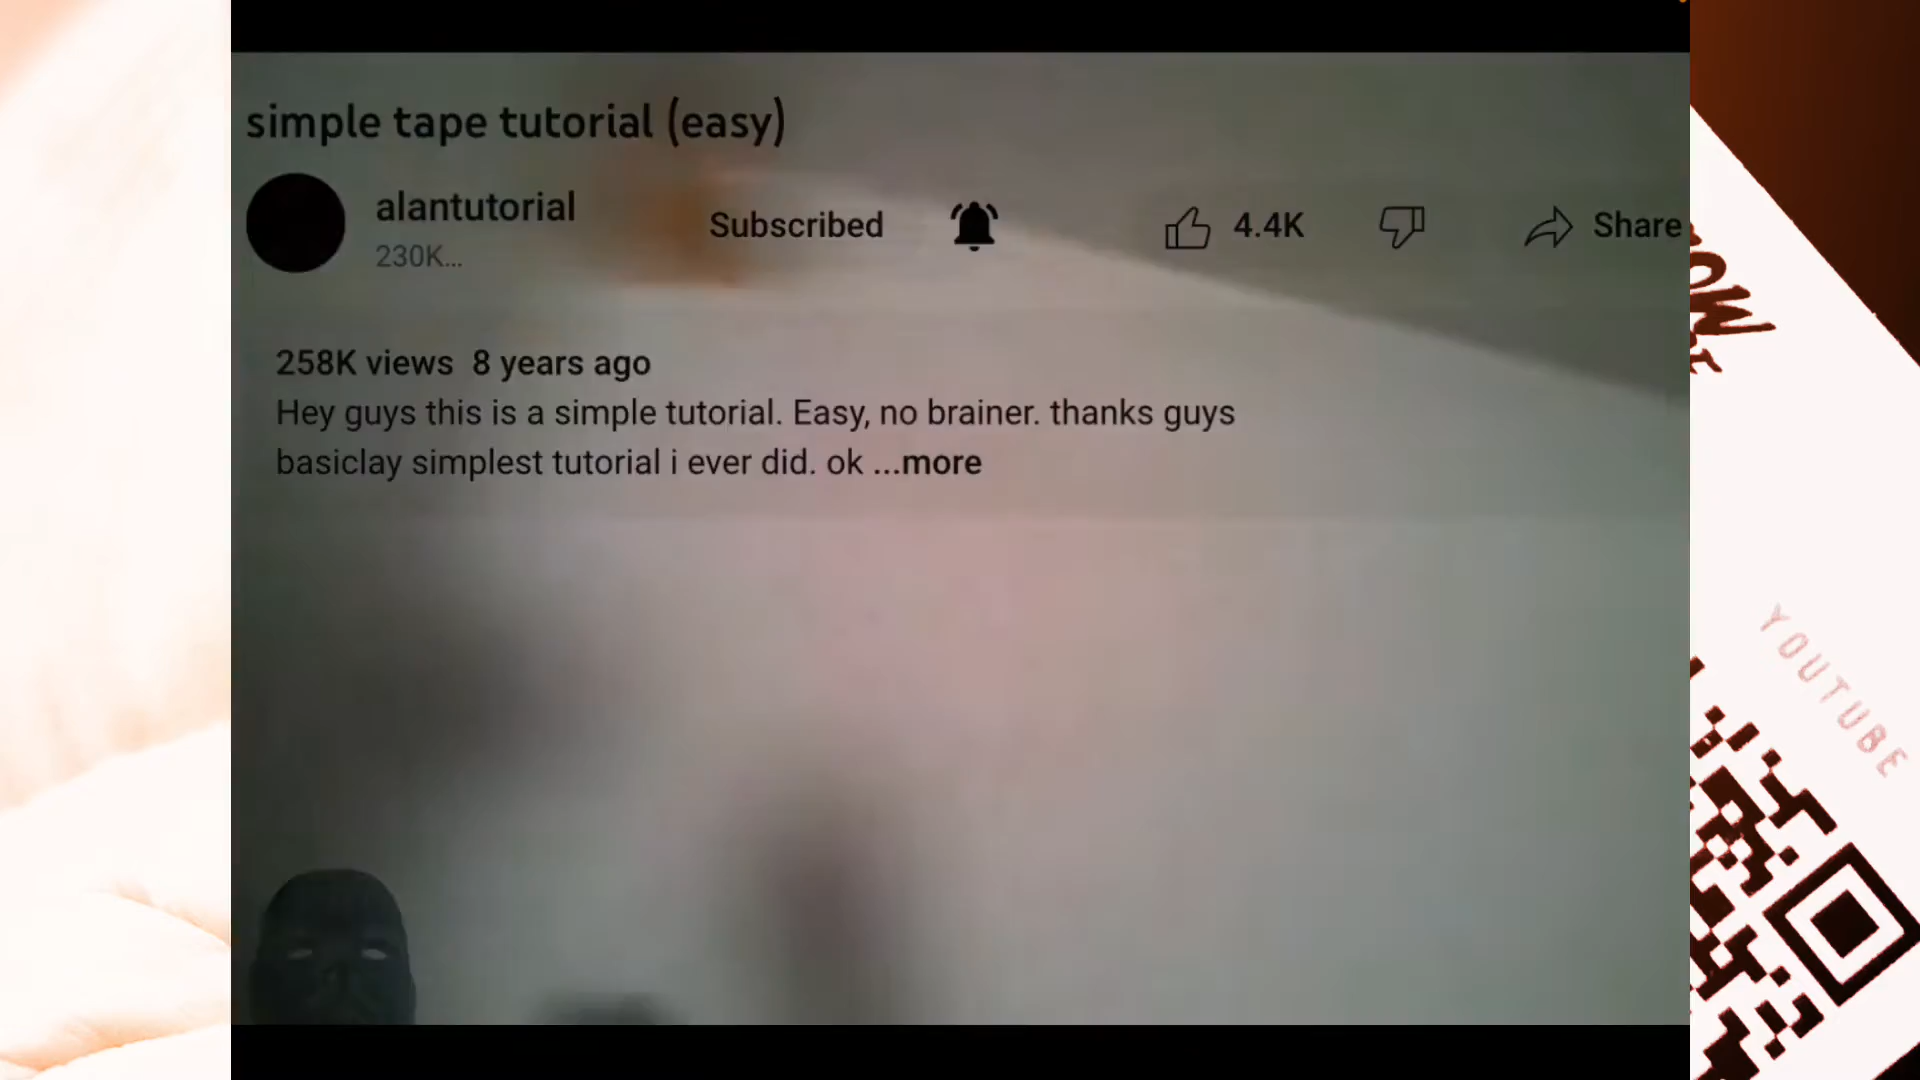 simple tape tutorial (easy)
alantutorial
230K...
Subscribed
4.4K
Share
258K views 8 years ago
Hey guys this is a simple tutorial. Easy, no brainer. thanks guys
basiclay simplest tutorial i ever did. ok ...more
YOUTUBE